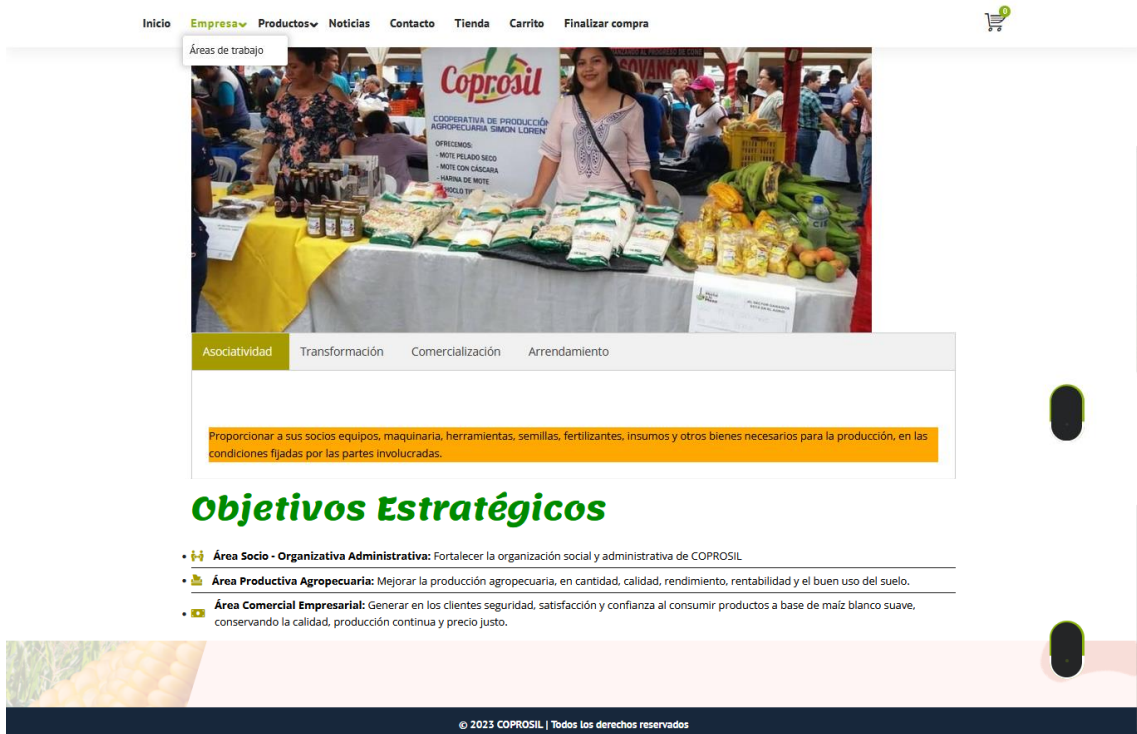 Inicio Empresa Productos Noticias Contacto Tienda Carrito Finalizar compra 0
Áreas de trabajo
Coprosil
COOPERATIVA DE PRODUCCIÓN
AGROPECUARIA SIMON LOREN
OFRECEMOS:
- MOTE PELADO SECO
- MOTE CON CÁSCARA
- HARINA DE MOTE
Asociatividad Transformación Comercialización Arrendamiento
Proporcionar a sus socios equipos, maquinaria, herramientas, semillas, fertilizantes, insumos y otros bienes necesarios para la producción, en las
condiciones fijadas por las partes involucradas.
Objetivos Estratégicos
Área Socio - Organizativa Administrativa: Fortalecer la organización social y administrativa de COPROSIL
Área Productiva Agropecuaria: Mejorar la producción agropecuaria, en cantidad, calidad, rendimiento, rentabilidad y el buen uso del suelo.
Área Comercial Empresarial: Generar en los clientes seguridad, satisfacción y confianza al consumir productos a base de maíz blanco suave,
conservando la calidad, producción continua y precio justo.
© 2023 COPROSIL | Todos los derechos reservados